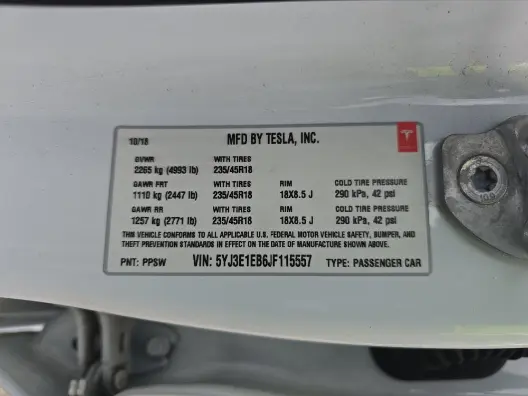 10/18 MFD BY TESLA, INC.
GVWR WITH TIRES
2265 kg (4993 lb) 235/45R18
GAWR FRT WITH TIRES RIM COLD TIRE PRESSURE
1110 kg (2447 lb) 235/45R18 18X8.5 J 290 kPa, 42 psi
GAWR RR WITH TIRES RIM COLD TIRE PRESSURE
1257 kg (2771 lb) 235/45R18 18X8.5 J 290 kPa, 42 psi
THIS VEHICLE CONFORMS TO ALL APPLICABLE U.S. FEDERAL MOTOR VEHICLE SAFETY, BUMPER, AND
THEFT PREVENTION STANDARDS IN EFFECT ON THE DATE OF MANUFACTURE SHOWN ABOVE.
PNT: PPSW VIN: 5YJ3E1EB6JF115557 TYPE: PASSENGER CAR